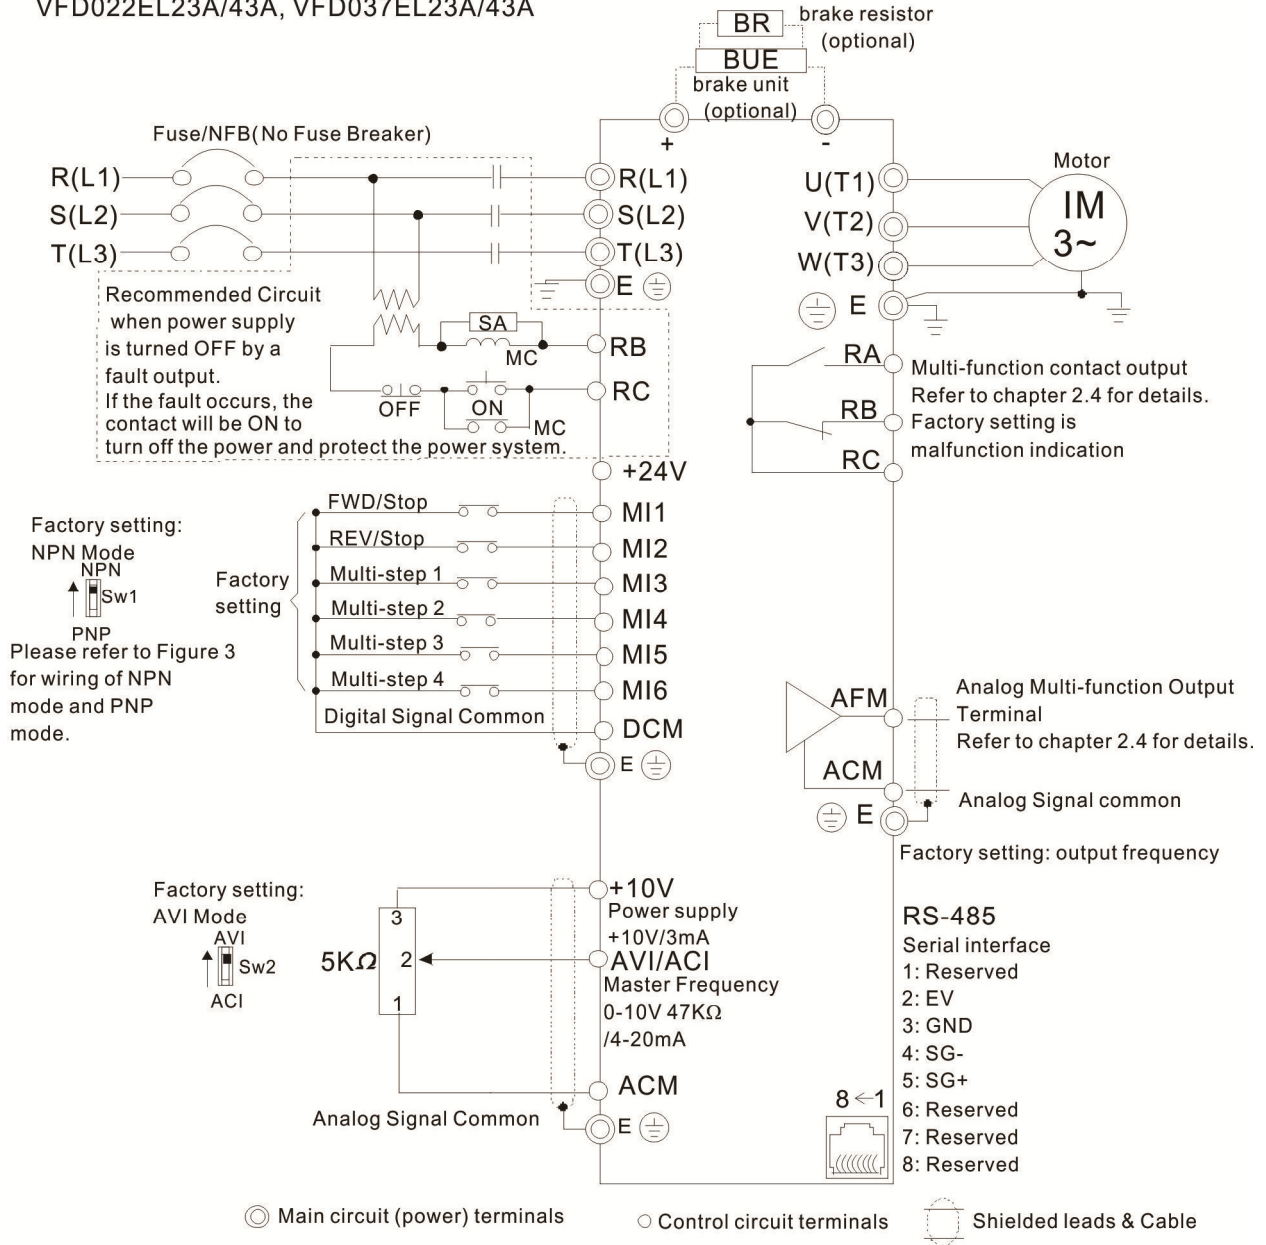 VFD022EL23A/43A, VFD037EL23A/43A
BR
brake resistor
(optional)
BUE
brake unit
(optional)
+
-
Fuse/NFB(No Fuse Breaker)
R(L1)
S(L2)
T(L3)
R(L1)
S(L2)
T(L3)
E
Recommended Circuit
when power supply
is turned OFF by a
fault output.
If the fault occurs, the
contact will be ON to
turn off the power and protect the power system.
SA
MC
OFF
ON
MC
RB
RC
U(T1)
V(T2)
W(T3)
E
Motor
IM
3~
RA
RB
RC
Multi-function contact output
Refer to chapter 2.4 for details.
Factory setting is
malfunction indication
+24V
Factory setting:
NPN Mode
NPN
Sw1
PNP
Please refer to Figure 3
for wiring of NPN
mode and PNP
mode.
Factory
setting
FWD/Stop
REV/Stop
Multi-step 1
Multi-step 2
Multi-step 3
Multi-step 4
Digital Signal Common
MI1
MI2
MI3
MI4
MI5
MI6
DCM
E
AFM
ACM
E
Analog Multi-function Output
Terminal
Refer to chapter 2.4 for details.
Analog Signal common
Factory setting: output frequency
Factory setting:
AVI Mode
AVI
Sw2
ACI
5KΩ
3
2
1
+10V
Power supply
+10V/3mA
AVI/ACI
Master Frequency
0-10V 47KΩ
/4-20mA
ACM
Analog Signal Common
E
RS-485
Serial interface
1: Reserved
2: EV
3: GND
4: SG-
5: SG+
6: Reserved
7: Reserved
8: Reserved
8←1
Main circuit (power) terminals
Control circuit terminals
Shielded leads & Cable